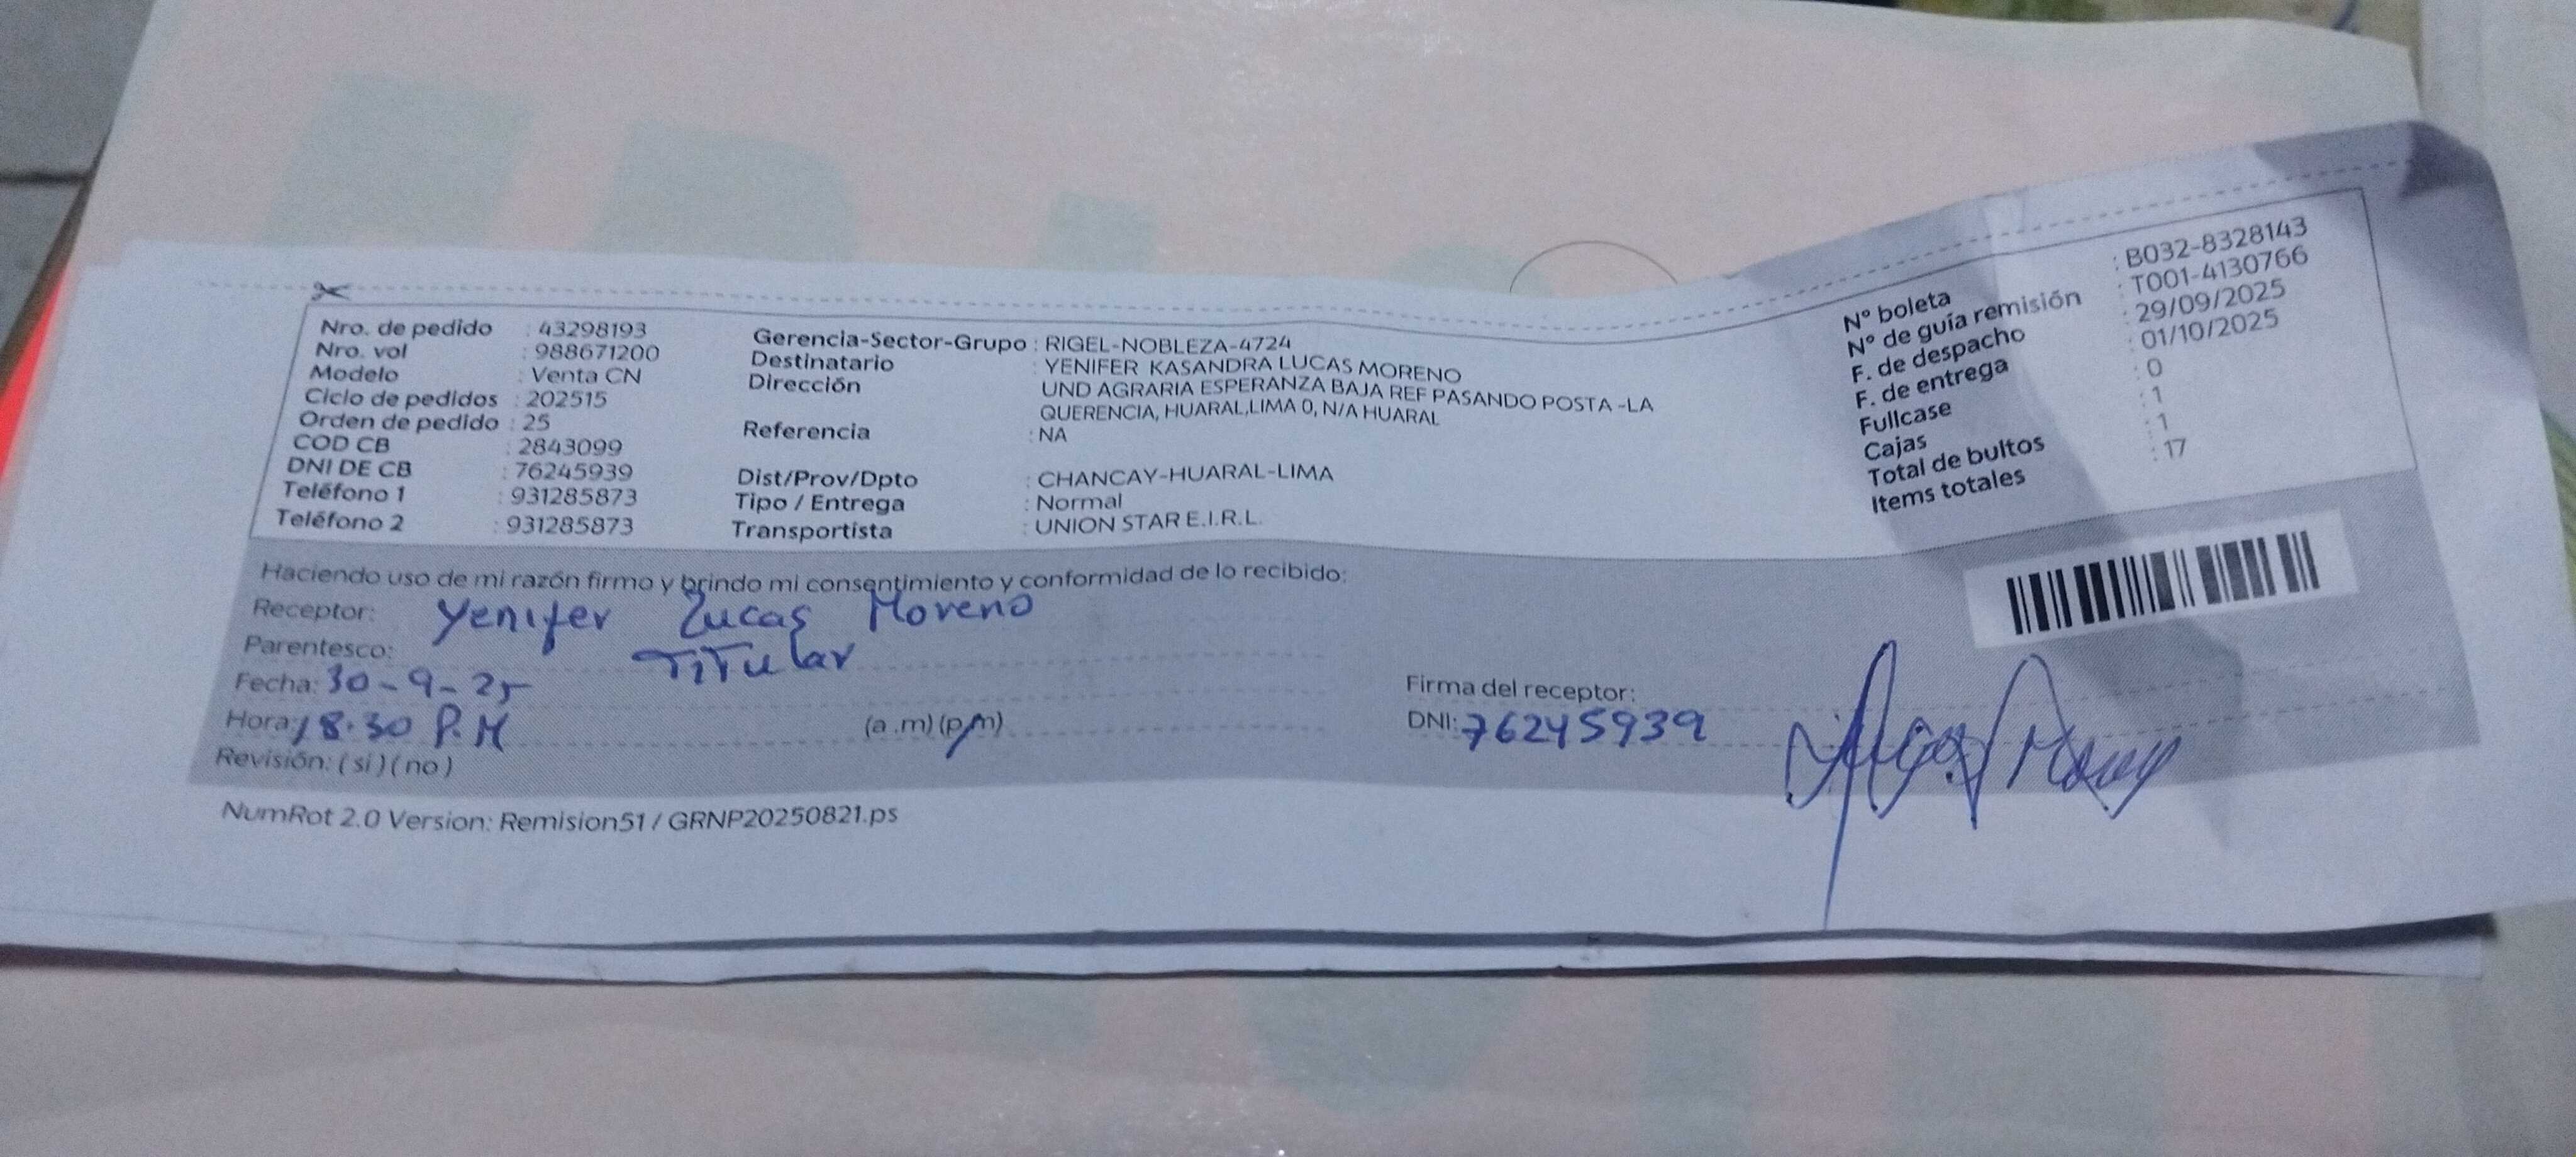 Nro. de pedido : 43298193
Nro. vol : 988671200
Modelo : Venta CN
Ciclo de pedidos : 202515
Orden de pedido : 25
COD CB : 2843099
DNI DE CB : 76245939
Teléfono 1 : 931285873
Teléfono 2 : 931285873
Gerencia-Sector-Grupo : RIGEL-NOBLEZA-4724
Destinatario : YENIFER KASANDRA LUCAS MORENO
Dirección : UND AGRARIA ESPERANZA BAJA REF PASANDO POSTA -LA
QUERENCIA, HUARAL,LIMA 0, N/A HUARAL
Referencia : NA
Dist/Prov/Dpto : CHANCAY-HUARAL-LIMA
Tipo / Entrega : Normal
Transportista : UNION STAR E.I.R.L.
N° boleta : B032-8328143
N° de guía remisión : T001-4130766
F. de despacho : 29/09/2025
F. de entrega : 01/10/2025
Fullcase : 0
Cajas : 1
Total de bultos : 1
Items totales : 17
Haciendo uso de mi razón firmo y brindo mi consentimiento y conformidad de lo recibido:
Receptor: Yenifer Lucas Moreno
Parentesco: Titular
Fecha: 30-9-25
Hora: 18.30 P.M (a .m) (p/m)
Revisión: ( si ) ( no )
Firma del receptor:
DNI: 76245939
NumRot 2.0 Version: Remision51 / GRNP20250821.ps